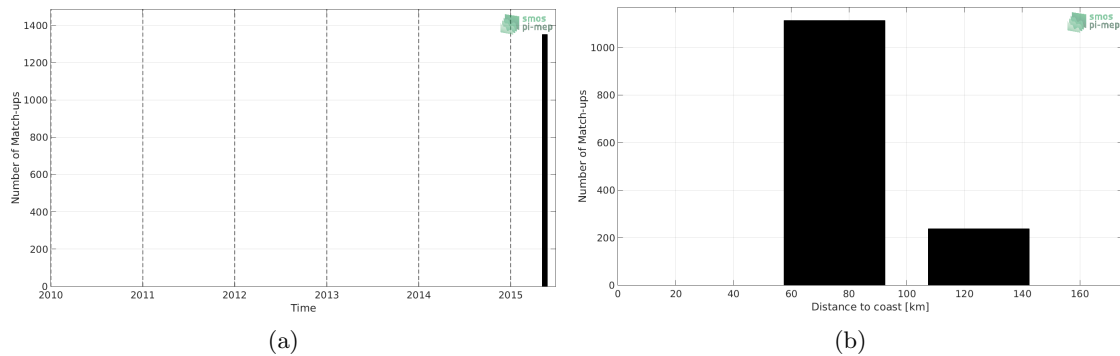 1400
1200
1000
800
600
400
200
0
Number of Match-ups
2010 2011 2012 2013 2014 2015
Time
smos
pi-mep
(a)
1000
800
600
400
200
0
Number of Match-ups
0 20 40 60 80 100 120 140 160
Distance to coast [km]
smos
pi-mep
(b)